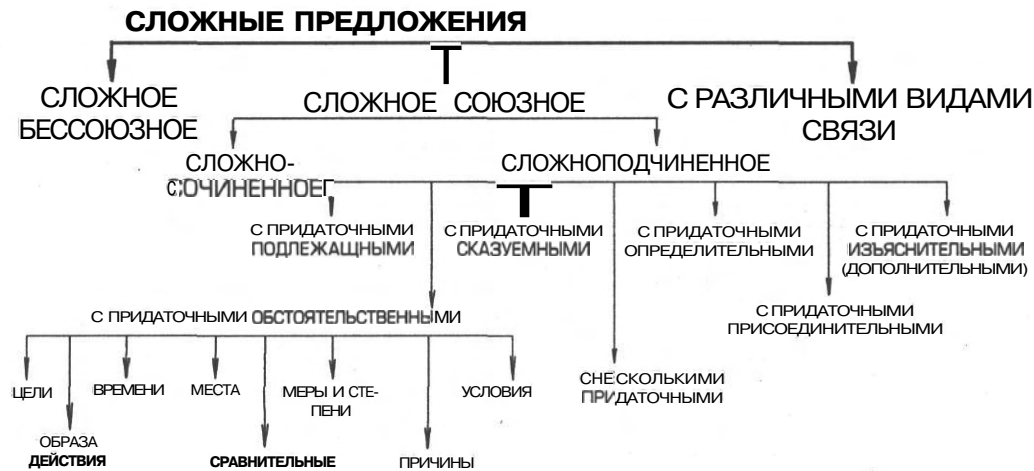 СЛОЖНЫЕ ПРЕДЛОЖЕНИЯ
СЛОЖНОЕ
БЕССОЮЗНОЕ
СЛОЖНОЕ СОЮЗНОЕ
С РАЗЛИЧНЫМИ ВИДАМИ
СВЯЗИ
СЛОЖНО-
СОЧИНЕННОЕ
СЛОЖНОПОДЧИНЕННОЕ
С ПРИДАТОЧНЫМИ
ПОДЛЕЖАЩНЫМИ
С ПРИДАТОЧНЫМИ
СКАЗУЕМНЫМИ
С ПРИДАТОЧНЫМИ
ОПРЕДЕЛИТЕЛЬНЫМИ
С ПРИДАТОЧНЫМИ
ИЗЪЯСНИТЕЛЬНЫМИ
(ДОПОЛНИТЕЛЬНЫМИ)
С ПРИДАТОЧНЫМИ ОБСТОЯТЕЛЬСТВЕННЫМИ
С ПРИДАТОЧНЫМИ
ПРИСОЕДИНИТЕЛЬНЫМИ
ЦЕЛИ
ВРЕМЕНИ
МЕСТА
МЕРЫ И СТЕ-
ПЕНИ
УСЛОВИЯ
С НЕСКОЛЬКИМИ
ПРИДАТОЧНЫМИ
ОБРАЗА
ДЕЙСТВИЯ
СРАВНИТЕЛЬНЫЕ
ПРИЧИНЫ